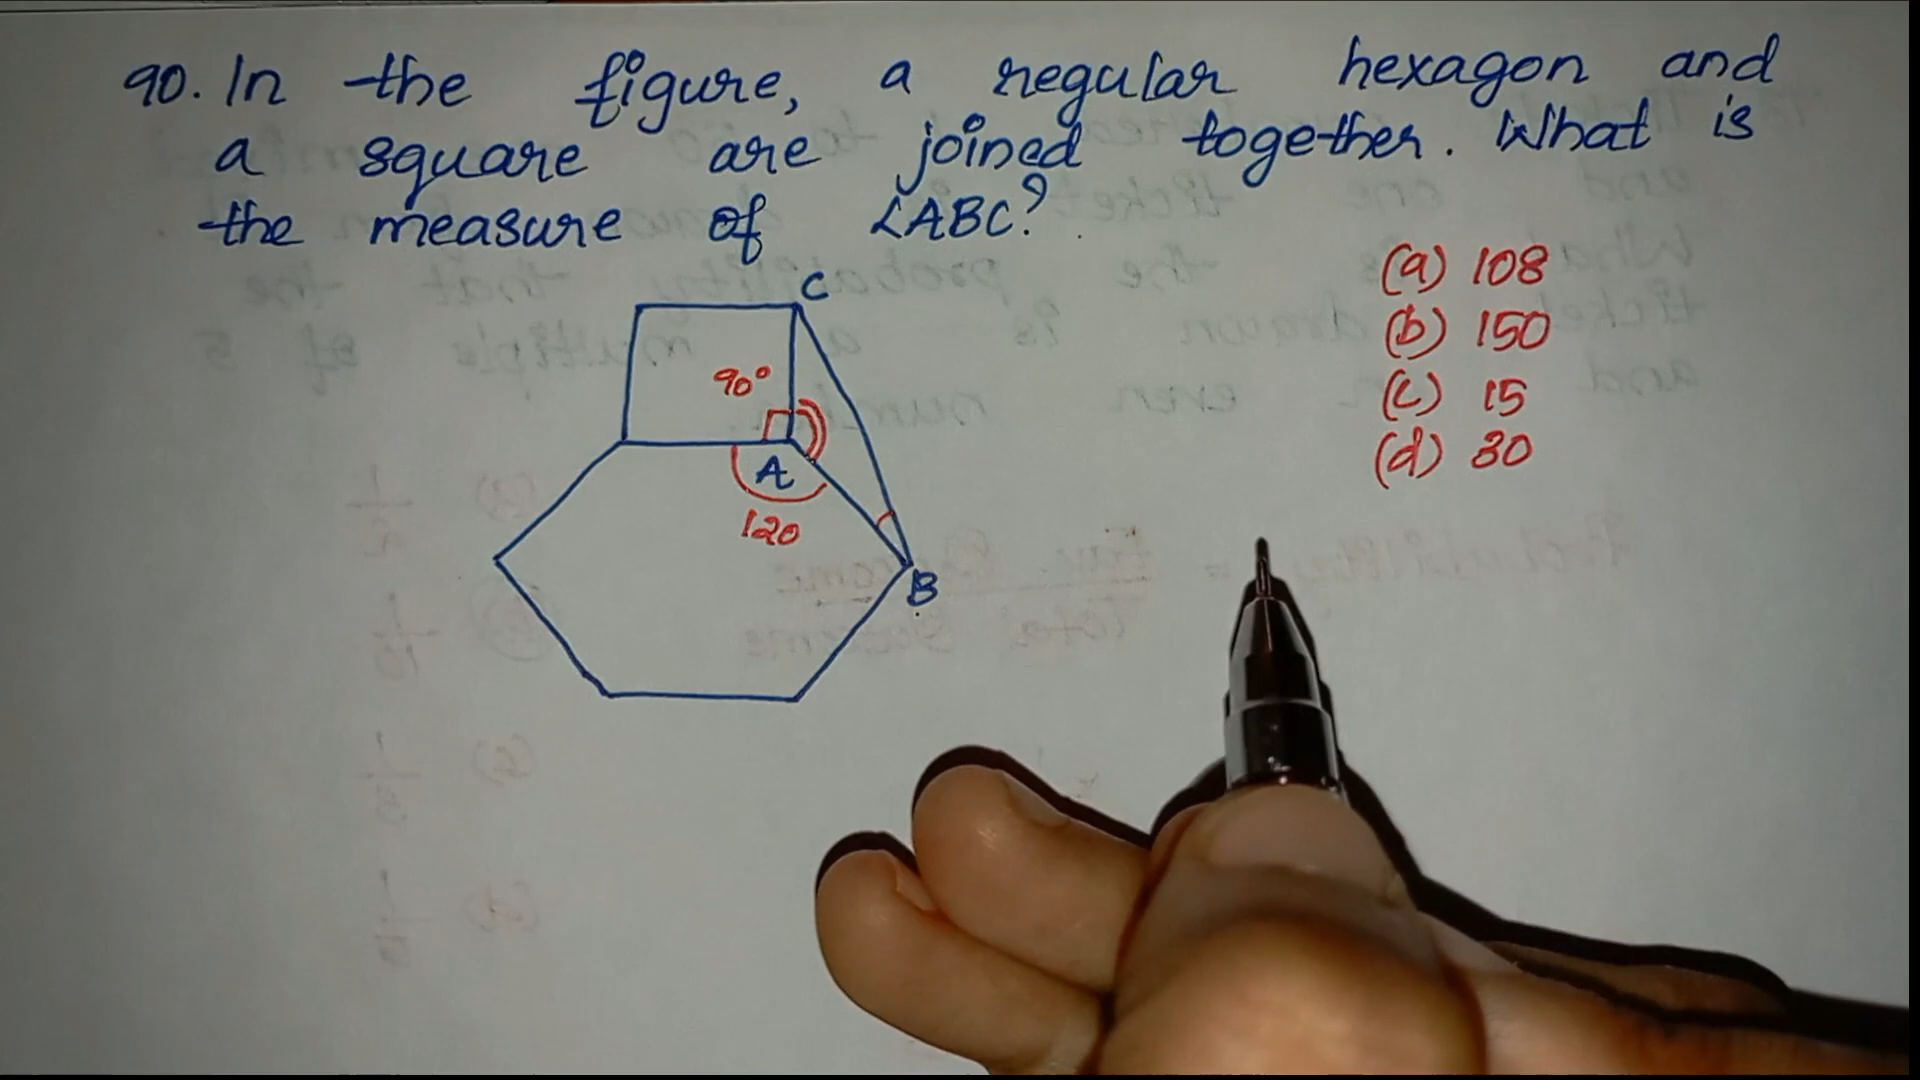 90. In the figure, a regular hexagon and
a square are joined together. What is
the measure of ∠ABC?
(a) 108
(b) 150
(c) 15
(d) 30
C
90°
A
120
B